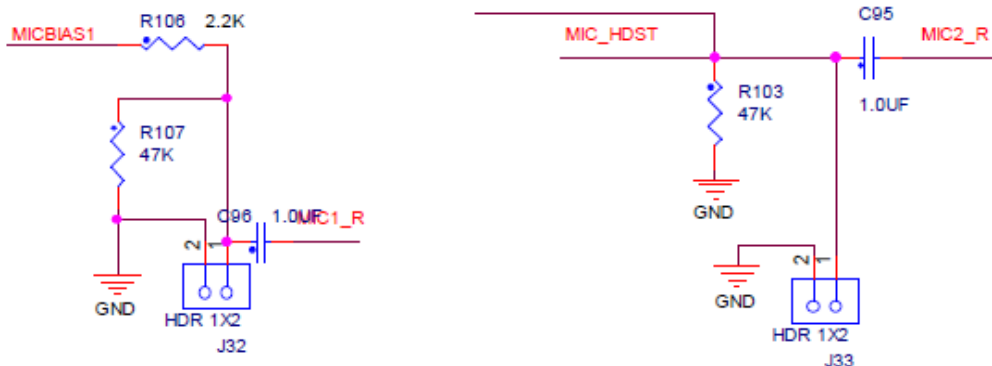 R106 2.2K
MICBIAS1
R107
47K
C96 1.0UF
MIC1_R
2 1
GND
HDR 1X2
J32
C95
MIC_HDST
MIC2_R
R103
47K
1.0UF
GND
2 1
GND
HDR 1X2
J33